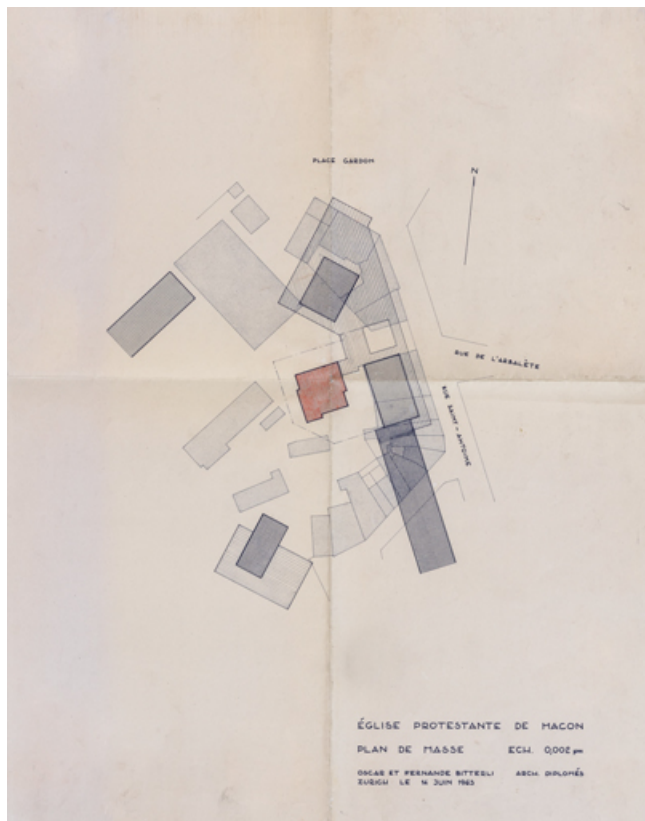 PLACE GARDON
N
RUE DE L'ARBALÈTE
RUE SAINT-ANTOINE
ÉGLISE PROTESTANTE DE MACON
PLAN DE MASSE ECH. 0,002 pm
OSCAR ET FERNANDE BITTERLI ARCH. DIPLOMÉS
ZURICH LE 14 JUIN 1963